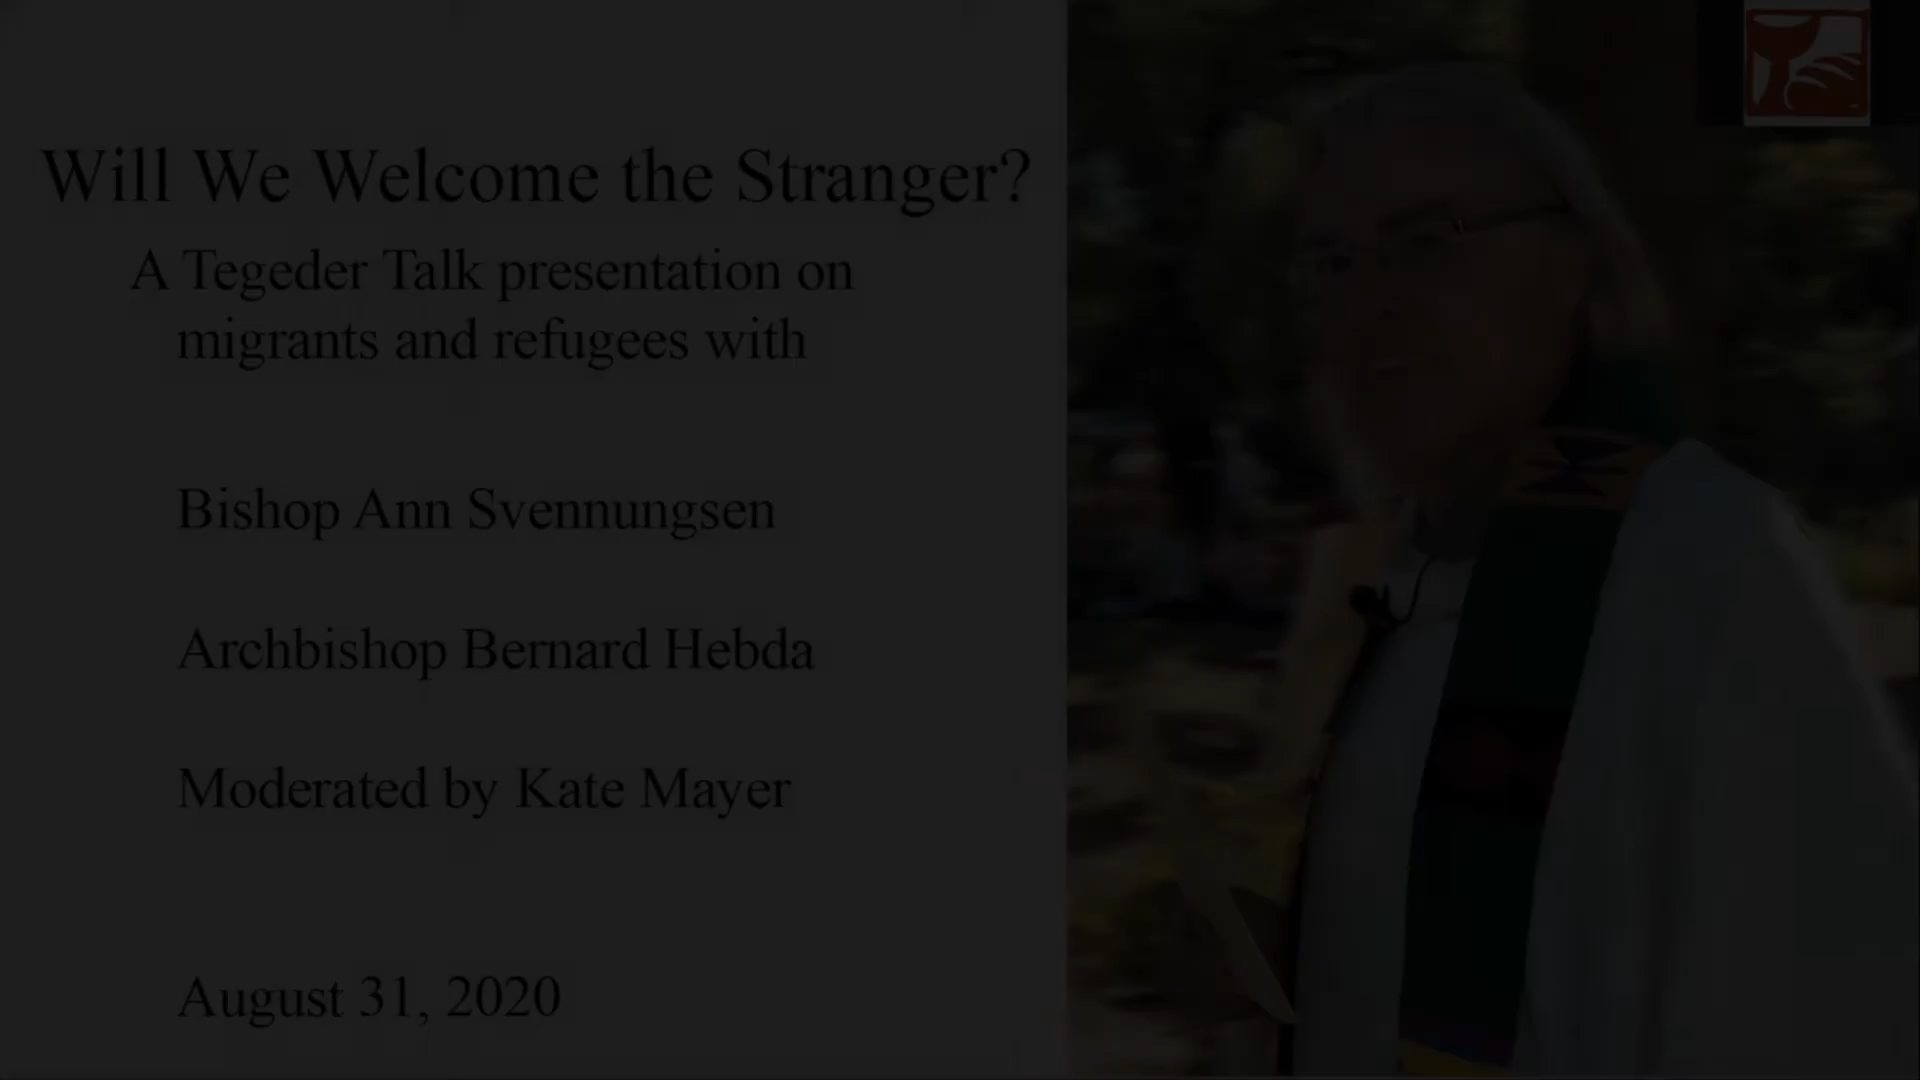 Will We Welcome the Stranger?
A Tegeder Talk presentation on
migrants and refugees with
Bishop Ann Svennungsen
Archbishop Bernard Hebda
Moderated by Kate Mayer
August 31, 2020